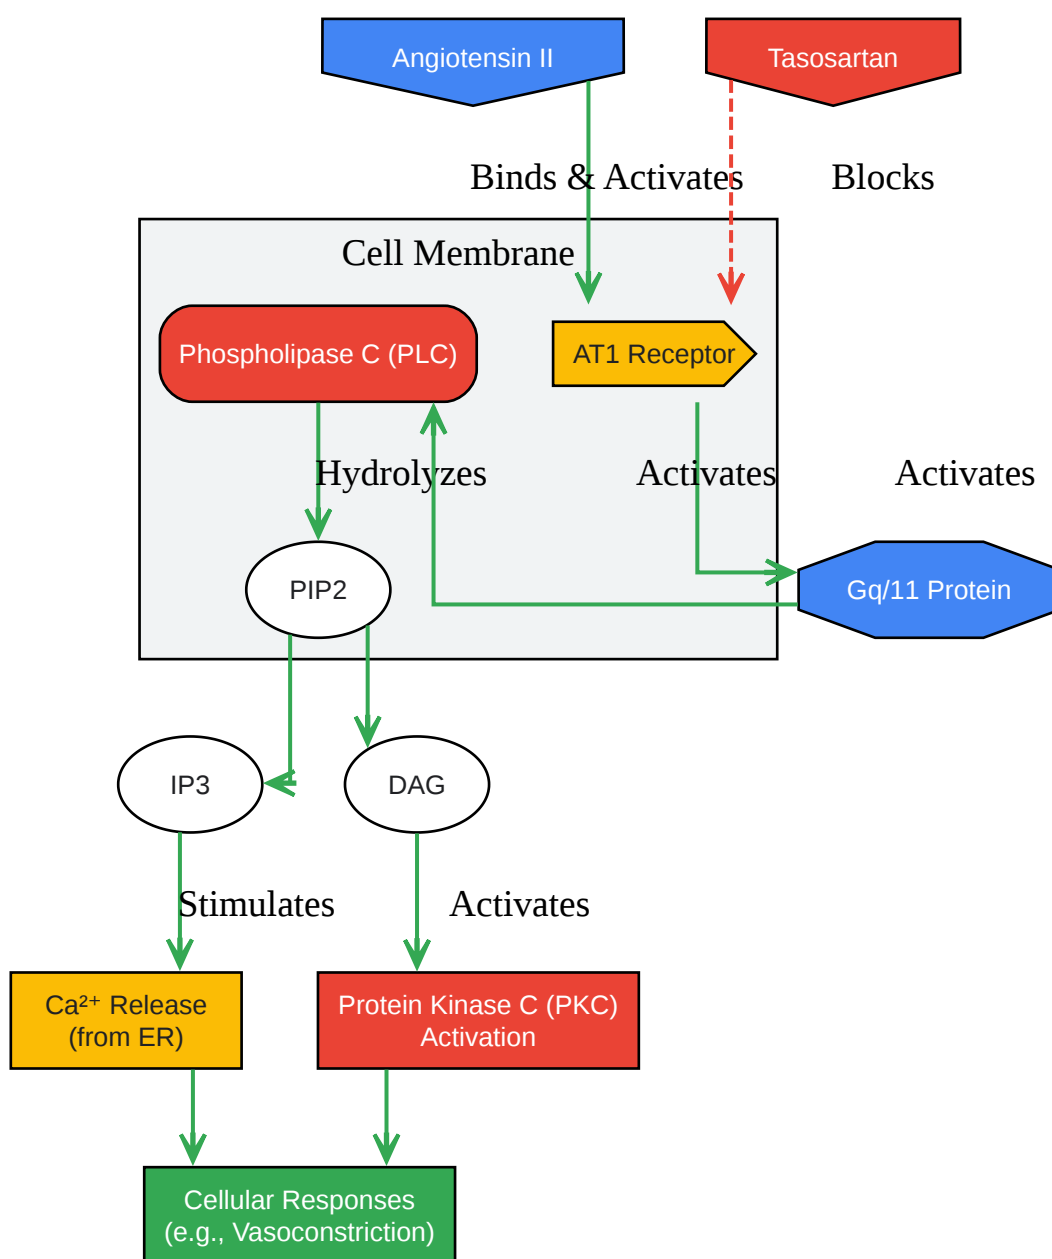 Angiotensin II
Tasosartan
Binds & Activates
Blocks
Cell Membrane
Phospholipase C (PLC)
AT1 Receptor
Hydrolyzes
Activates
Activates
PIP2
Gq/11 Protein
IP3
DAG
Stimulates
Activates
Ca²⁺ Release
(from ER)
Protein Kinase C (PKC)
Activation
Cellular Responses
(e.g., Vasoconstriction)